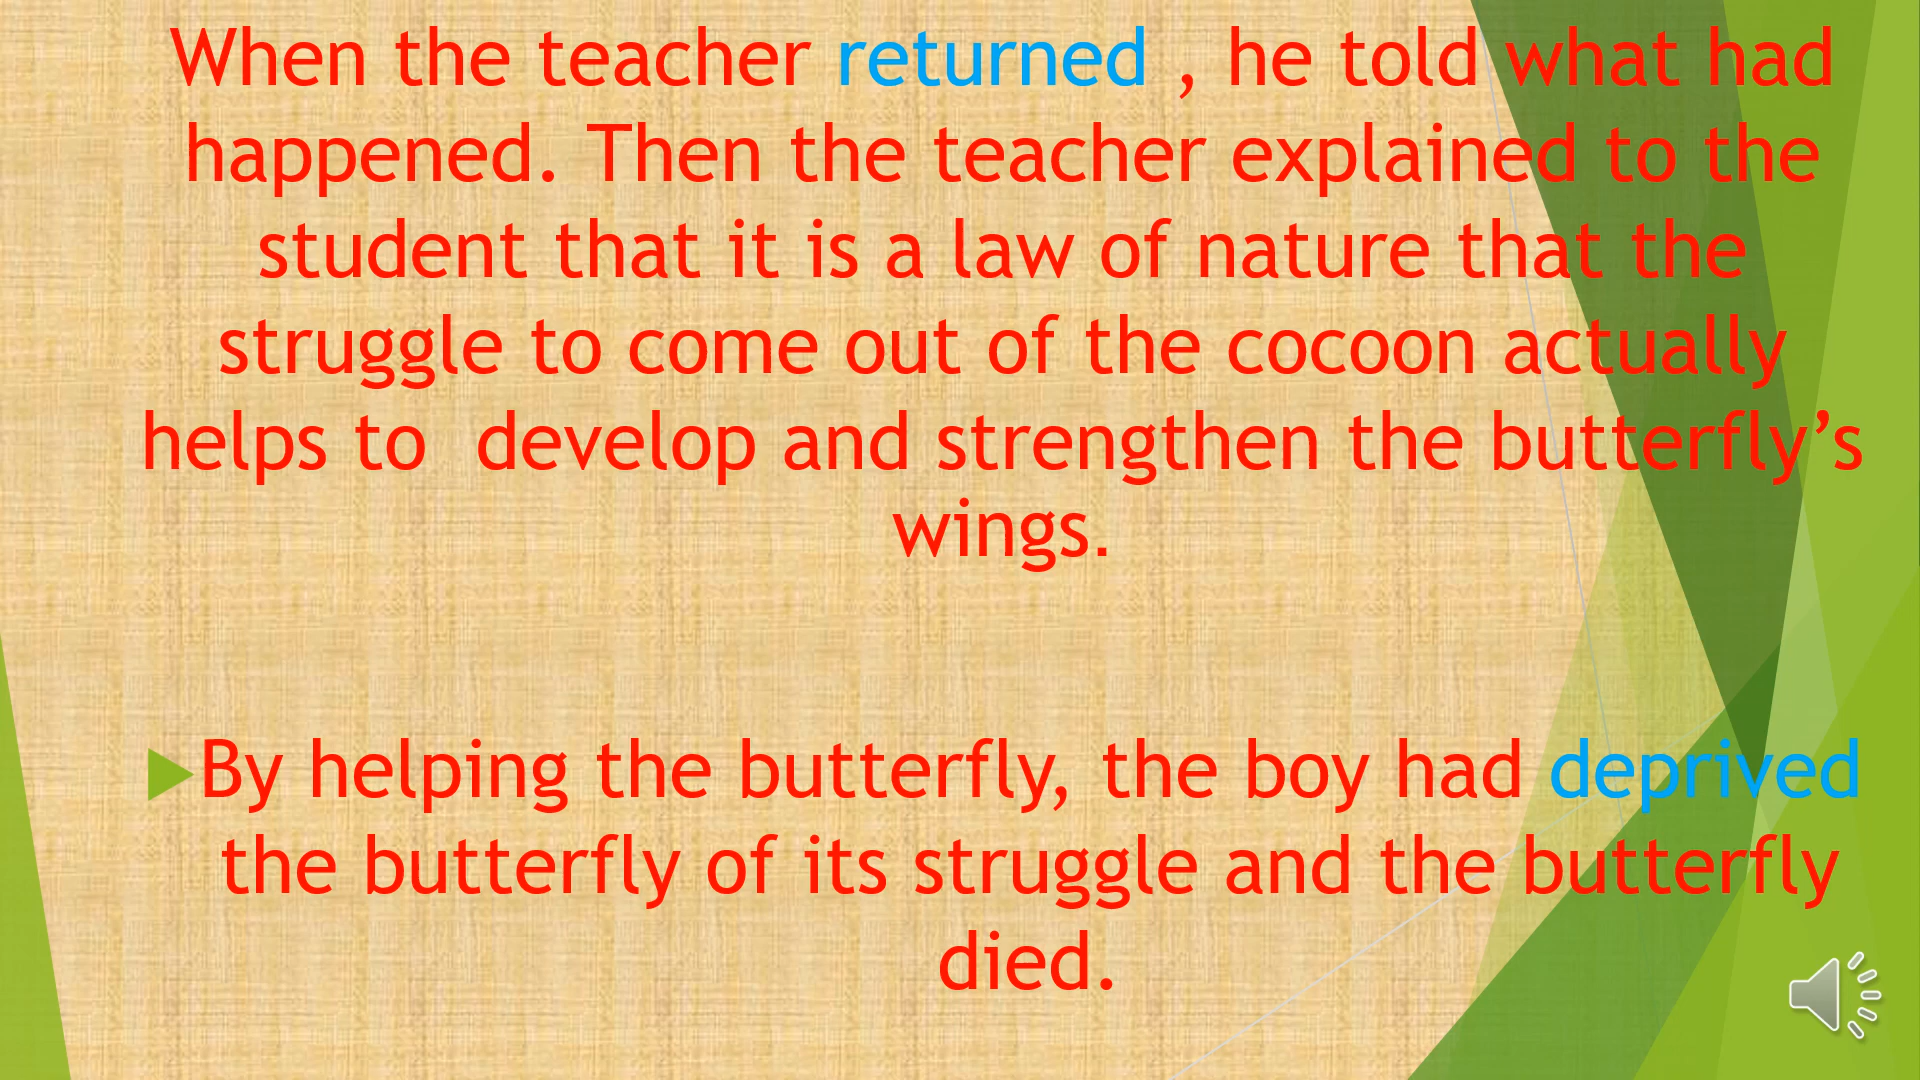 When the teacher returned , he told what had
happened. Then the teacher explained to the
student that it is a law of nature that the
struggle to come out of the cocoon actually
helps to  develop and strengthen the butterfly’s
wings.
By helping the butterfly, the boy had deprived
the butterfly of its struggle and the butterfly
died.